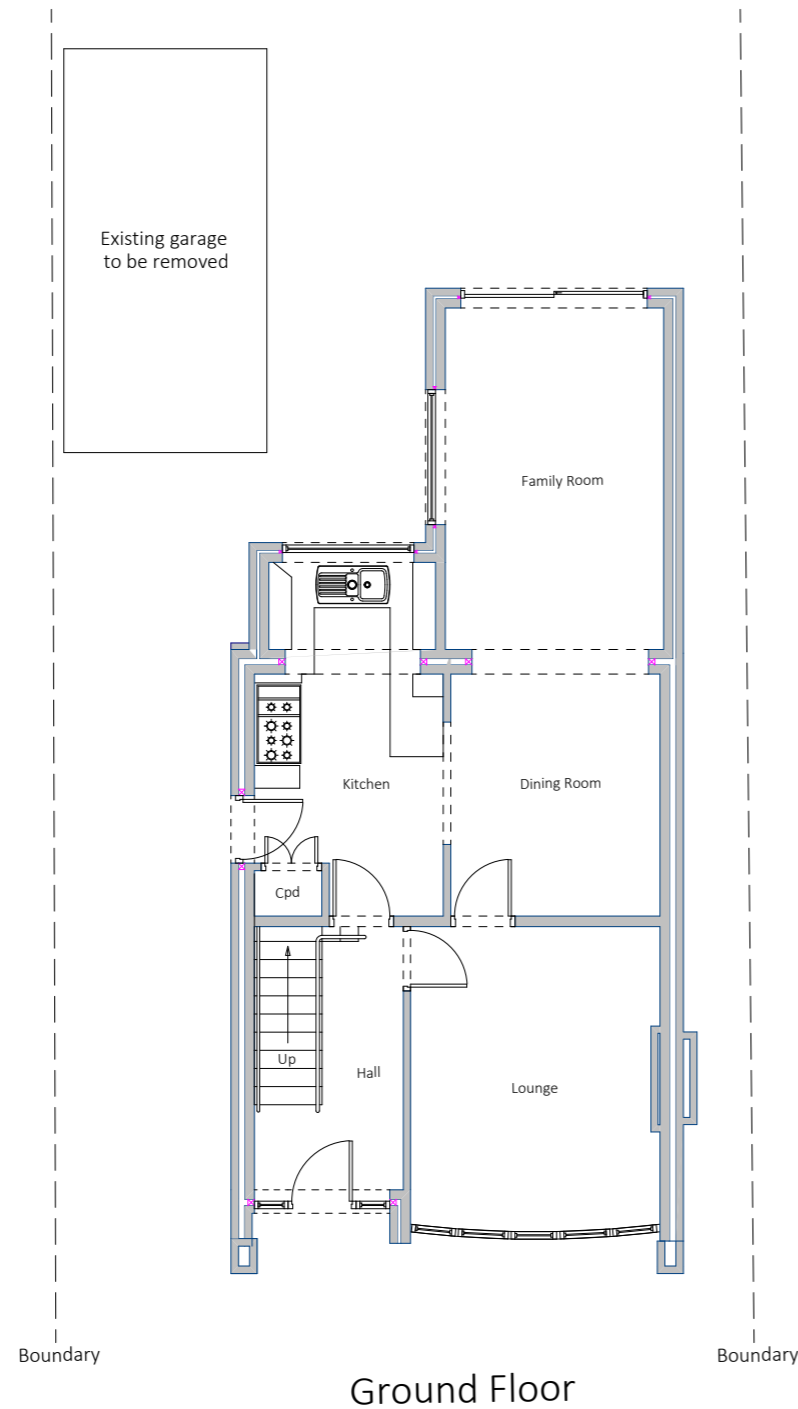 Existing garage
to be removed
Family Room
Kitchen
Dining Room
Cpd
Up
Hall
Lounge
Boundary
Boundary
Ground Floor